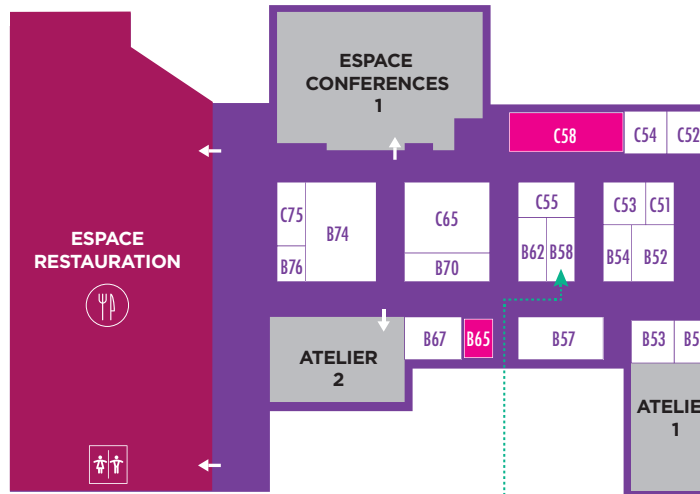 ESPACE
CONFERENCES
1
C58
C54
C52
C75
B74
B76
C65
B70
C55
B62
B58
C53
C51
B54
B52
ESPACE
RESTAURATION
ATELIER
2
B67
B65
B57
B53
B5
ATELIE
1